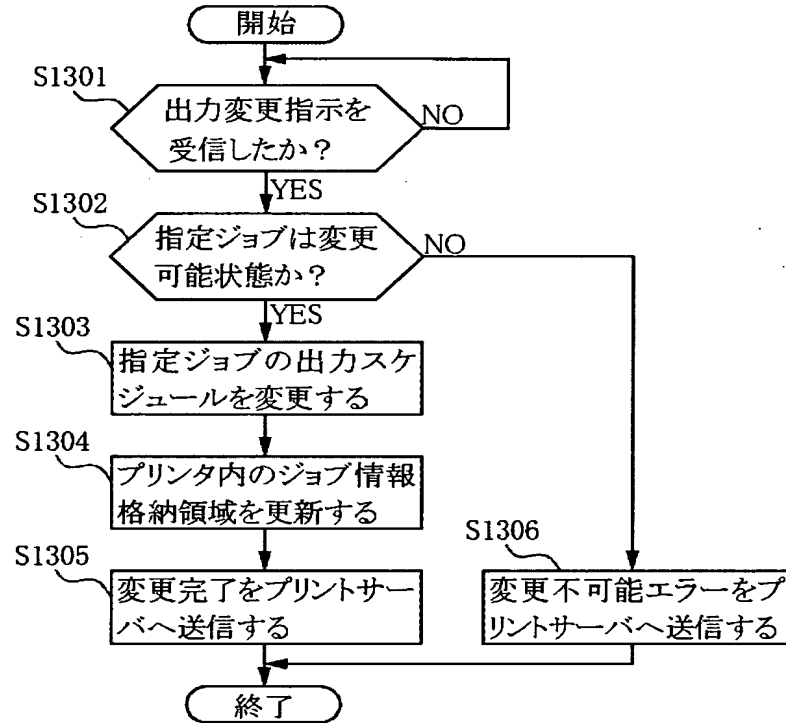 開始
S1301
出力変更指示を
受信したか?
NO
YES
S1302
指定ジョブは変更
可能状態か?
NO
YES
S1303
指定ジョブの出力スケ
ジュールを変更する
S1304
プリンタ内のジョブ情報
格納領域を更新する
S1305
変更完了をプリントサー
バへ送信する
S1306
変更不可能エラーをプ
リントサーバへ送信する
終了